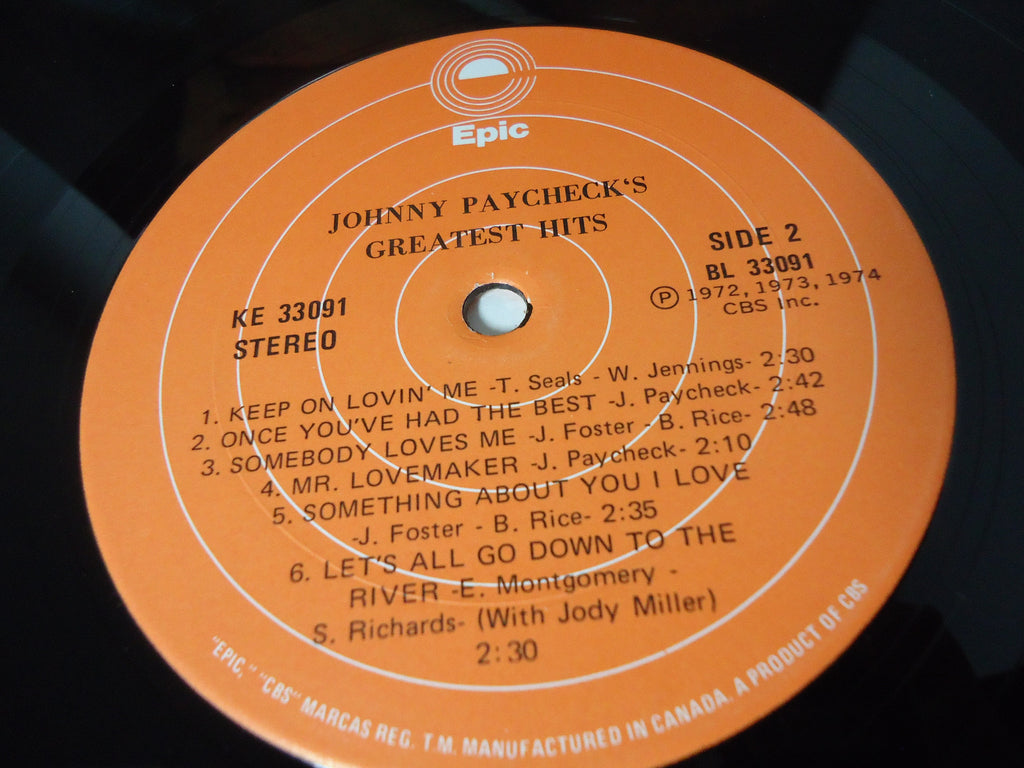 Epic
JOHNNY PAYCHECK'S
GREATEST HITS
SIDE 2
BL 33091
Ⓟ 1972, 1973, 1974
CBS Inc.
KE 33091
STEREO
1. KEEP ON LOVIN' ME -T. Seals - W. Jennings- 2:30
2. ONCE YOU'VE HAD THE BEST -J. Paycheck- 2:42
3. SOMEBODY LOVES ME -J. Foster - B. Rice- 2:48
4. MR. LOVEMAKER -J. Paycheck- 2:10
5. SOMETHING ABOUT YOU I LOVE
-J. Foster - B. Rice- 2:35
6. LET'S ALL GO DOWN TO THE
RIVER -E. Montgomery -
S. Richards- (With Jody Miller)
2:30
"EPIC," "CBS" MARCAS REG. T.M. MANUFACTURED IN CANADA. A PRODUCT OF CBS